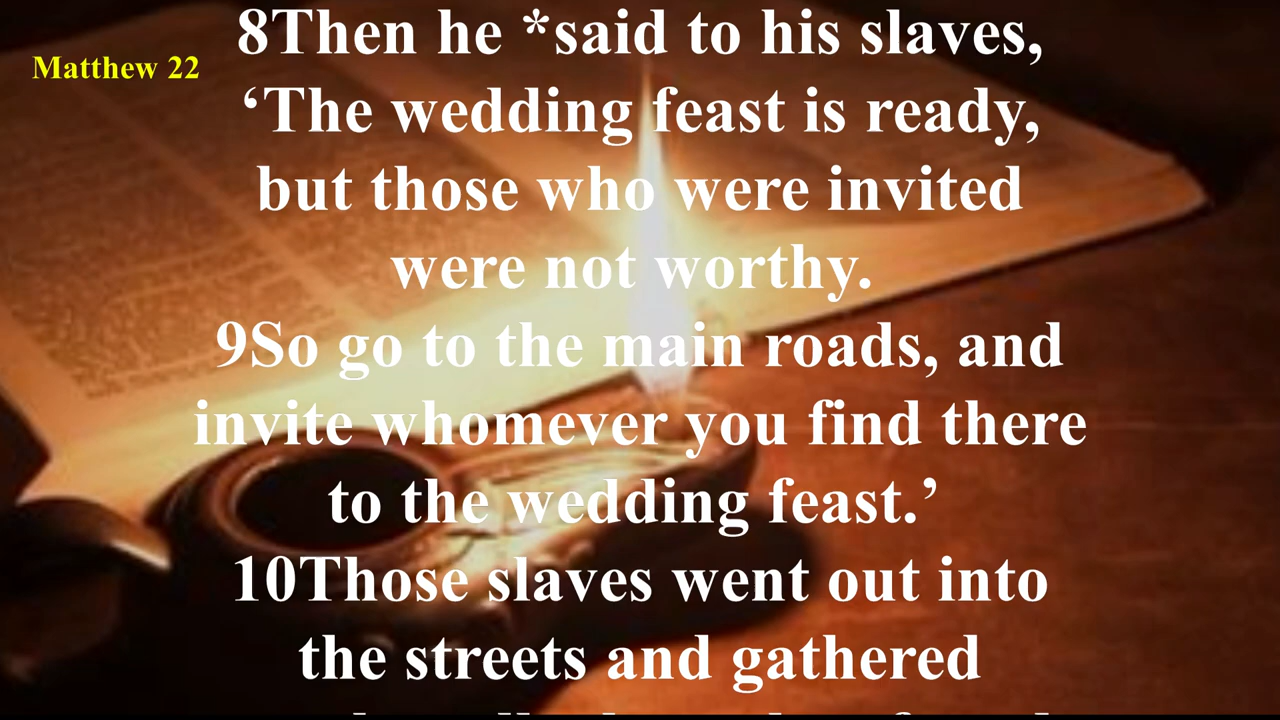 Matthew 22
8Then he *said to his slaves,
‘The wedding feast is ready,
but those who were invited
were not worthy.
9So go to the main roads, and
invite whomever you find there
to the wedding feast.’
10Those slaves went out into
the streets and gathered